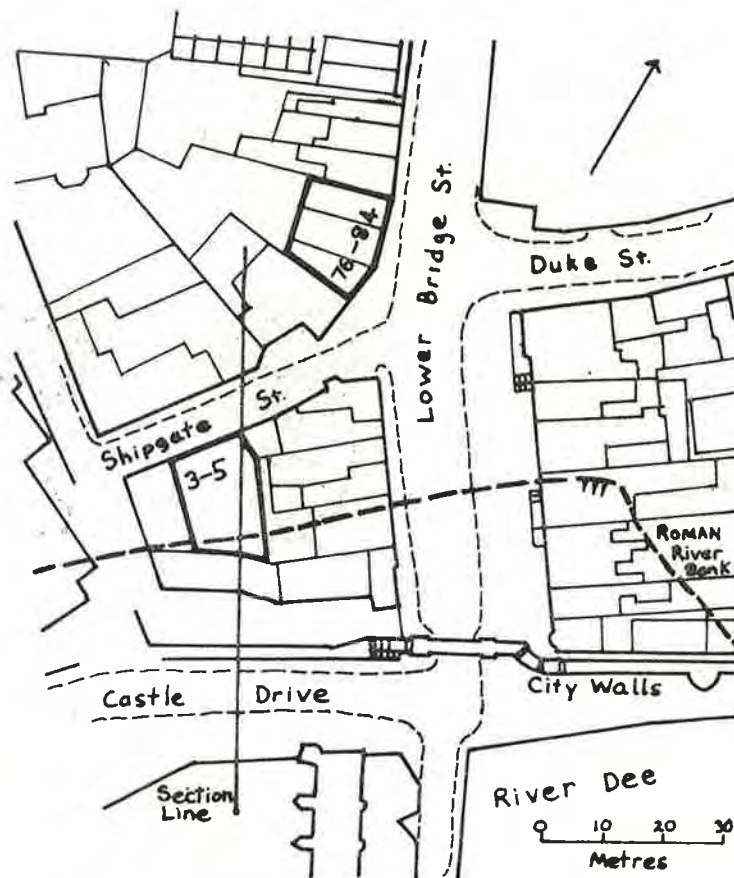 Lower Bridge St.
76-84
Duke St.
Shipgate St.
3-5
ROMAN
River
Bank
City Walls
Castle Drive
Section
Line
River Dee
0 10 20 30
Metres